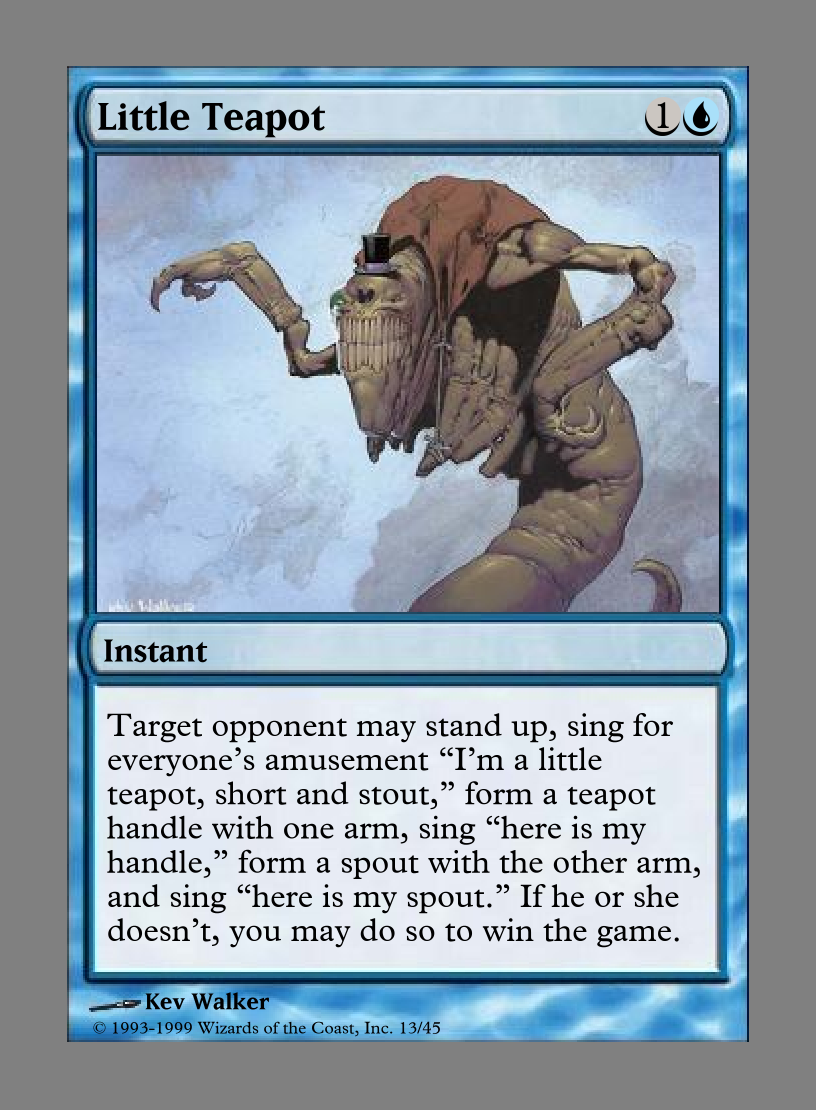 Little Teapot
1
Instant
Target opponent may stand up, sing for
everyone's amusement “I'm a little
teapot, short and stout,” form a teapot
handle with one arm, sing “here is my
handle,” form a spout with the other arm,
and sing “here is my spout.” If he or she
doesn't, you may do so to win the game.
Kev Walker
© 1993-1999 Wizards of the Coast, Inc. 13/45